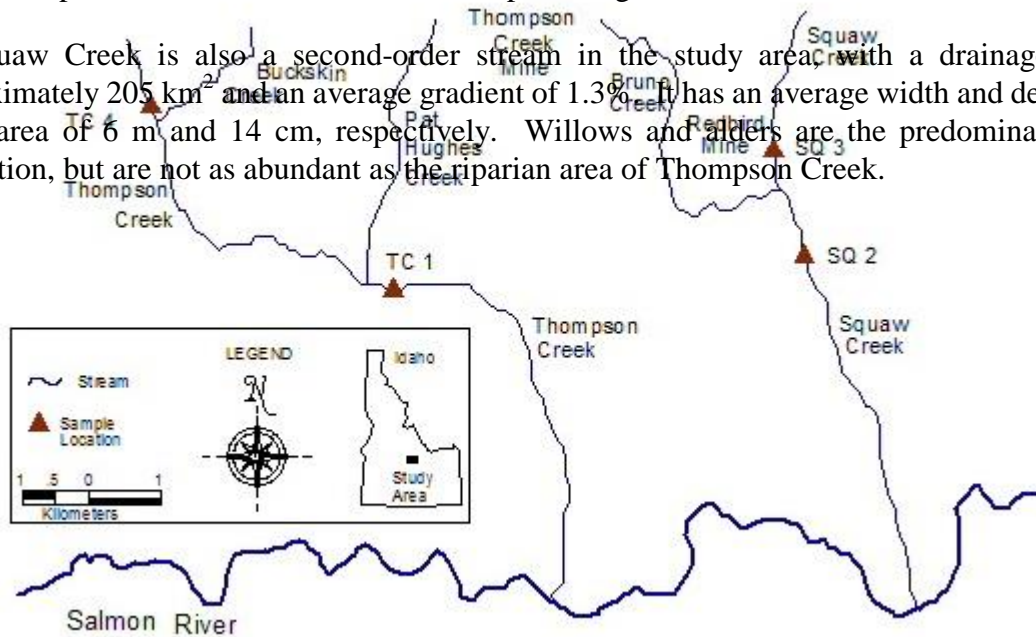 Thompson
Creek
Mine
Squaw
Creek
uaw Creek is also a second-order stream in the study area, with a drainag
Buckskin
Creek
Bruno
Creek
ximately 205 km² and an average gradient of 1.3%. It has an average width and de
TC 4
Pat
Hughes
Creek
Redbird
Mine
SQ 3
area of 6 m and 14 cm, respectively. Willows and alders are the predomina
tion, but are not as abundant as the riparian area of Thompson Creek.
Thompson
Creek
TC 1
SQ 2
Thompson
Creek
Squaw
Creek
LEGEND
Idaho
Stream
N
Sample
Location
Study
Area
1 .5 0 1
Kilometers
Salmon River